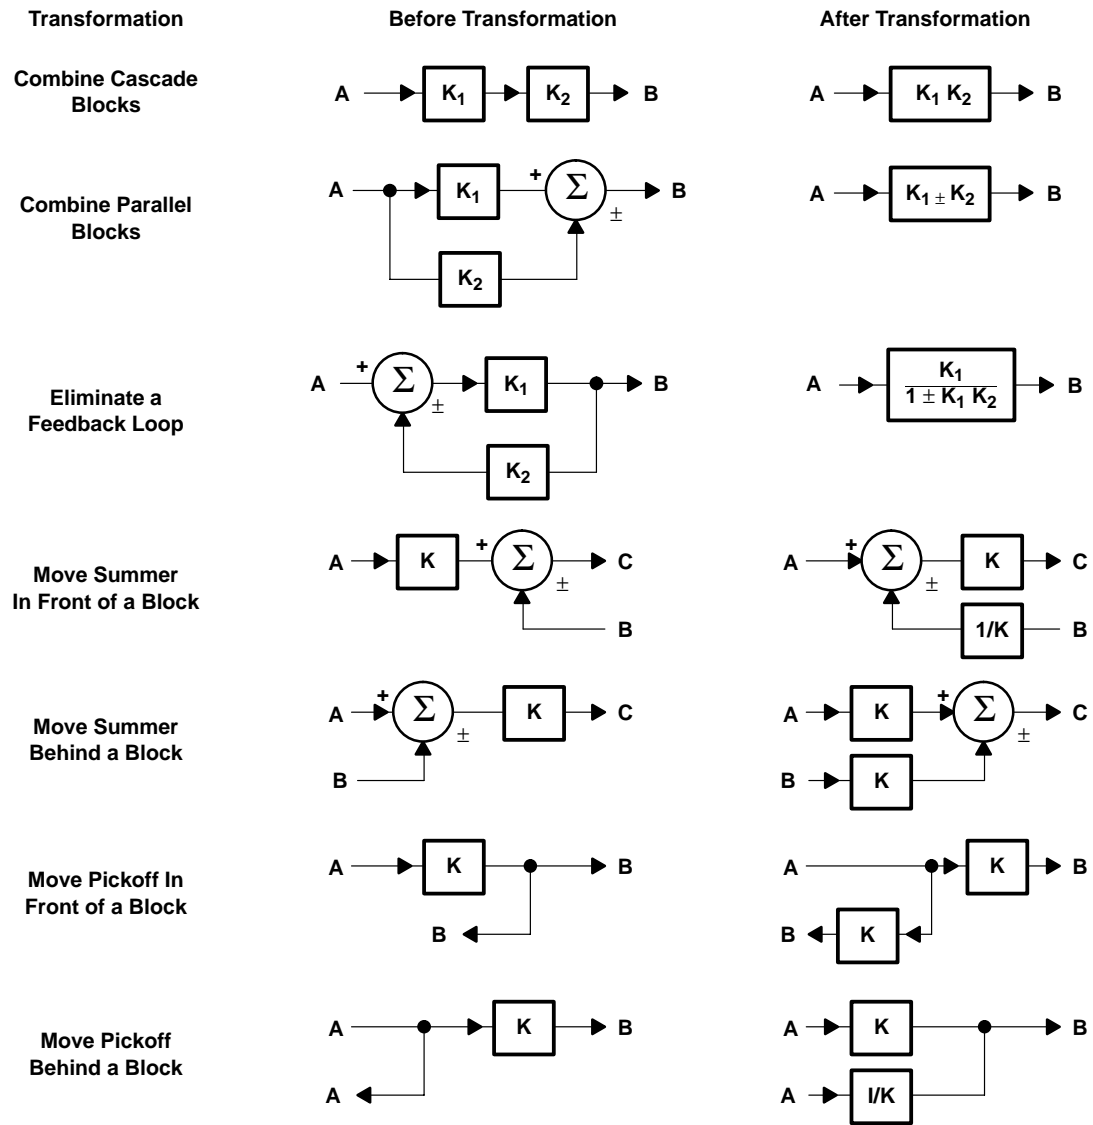 Transformation Before Transformation After Transformation
Combine Cascade
Blocks
A K1 K2 B
A K1 K2 B
Combine Parallel
Blocks
A K1 + Σ ± B
K2
A K1 ± K2 B
Eliminate a
Feedback Loop
A + Σ ± K1 B
K2
A K1 B
1 ± K1 K2
Move Summer
In Front of a Block
A K + Σ ± C
B
A + Σ ± K C
1/K B
Move Summer
Behind a Block
A + Σ ± K C
B
A K + Σ ± C
B K
Move Pickoff In
Front of a Block
A K B
B
A K B
B K
Move Pickoff
Behind a Block
A K B
A
A K B
A I/K